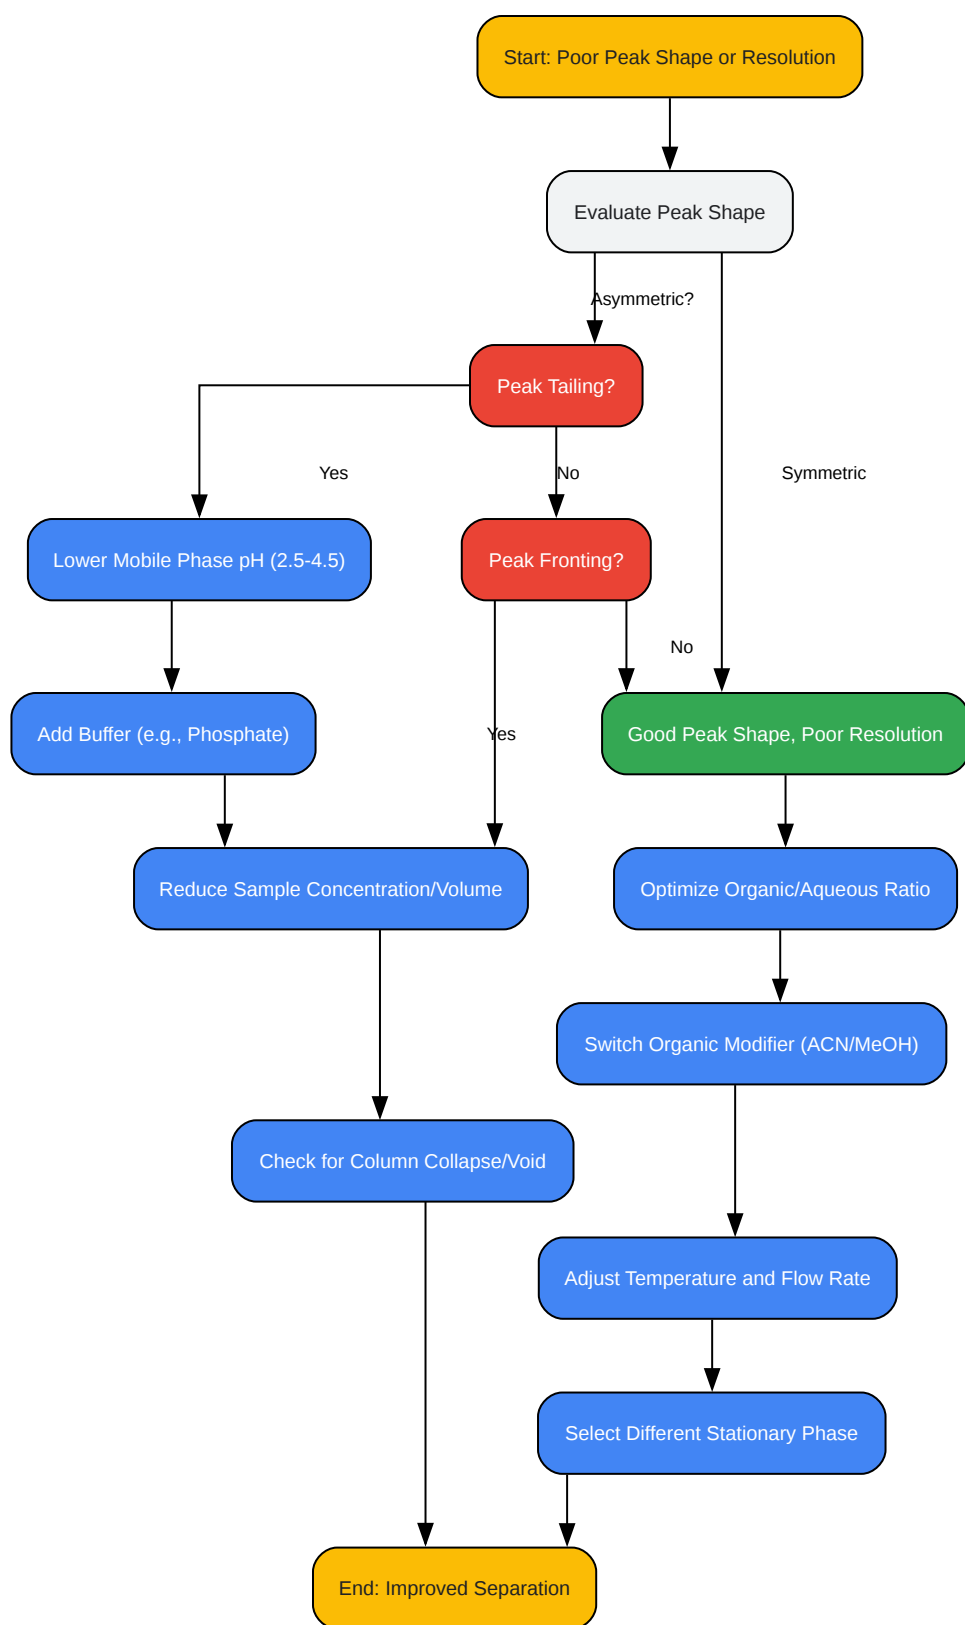 Start: Poor Peak Shape or Resolution
Evaluate Peak Shape
Asymmetric?
Peak Tailing?
Yes
No
Symmetric
Lower Mobile Phase pH (2.5-4.5)
Peak Fronting?
No
Add Buffer (e.g., Phosphate)
Yes
Good Peak Shape, Poor Resolution
Reduce Sample Concentration/Volume
Optimize Organic/Aqueous Ratio
Switch Organic Modifier (ACN/MeOH)
Check for Column Collapse/Void
Adjust Temperature and Flow Rate
Select Different Stationary Phase
End: Improved Separation